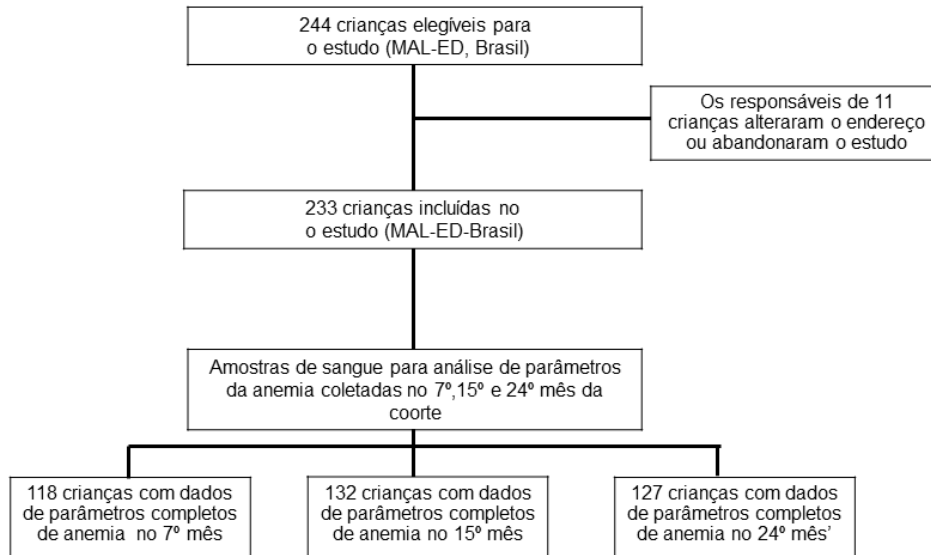 244 crianças elegíveis para
o estudo (MAL-ED, Brasil)
Os responsáveis de 11
crianças alteraram o endereço
ou abandonaram o estudo
233 crianças incluídas no
o estudo (MAL-ED-Brasil)
Amostras de sangue para análise de parâmetros
da anemia coletadas no 7º,15º e 24º mês da
coorte
118 crianças com dados
de parâmetros completos
de anemia no 7º mês
132 crianças com dados
de parâmetros completos
de anemia no 15º mês
127 crianças com dados
de parâmetros completos
de anemia no 24º mês’